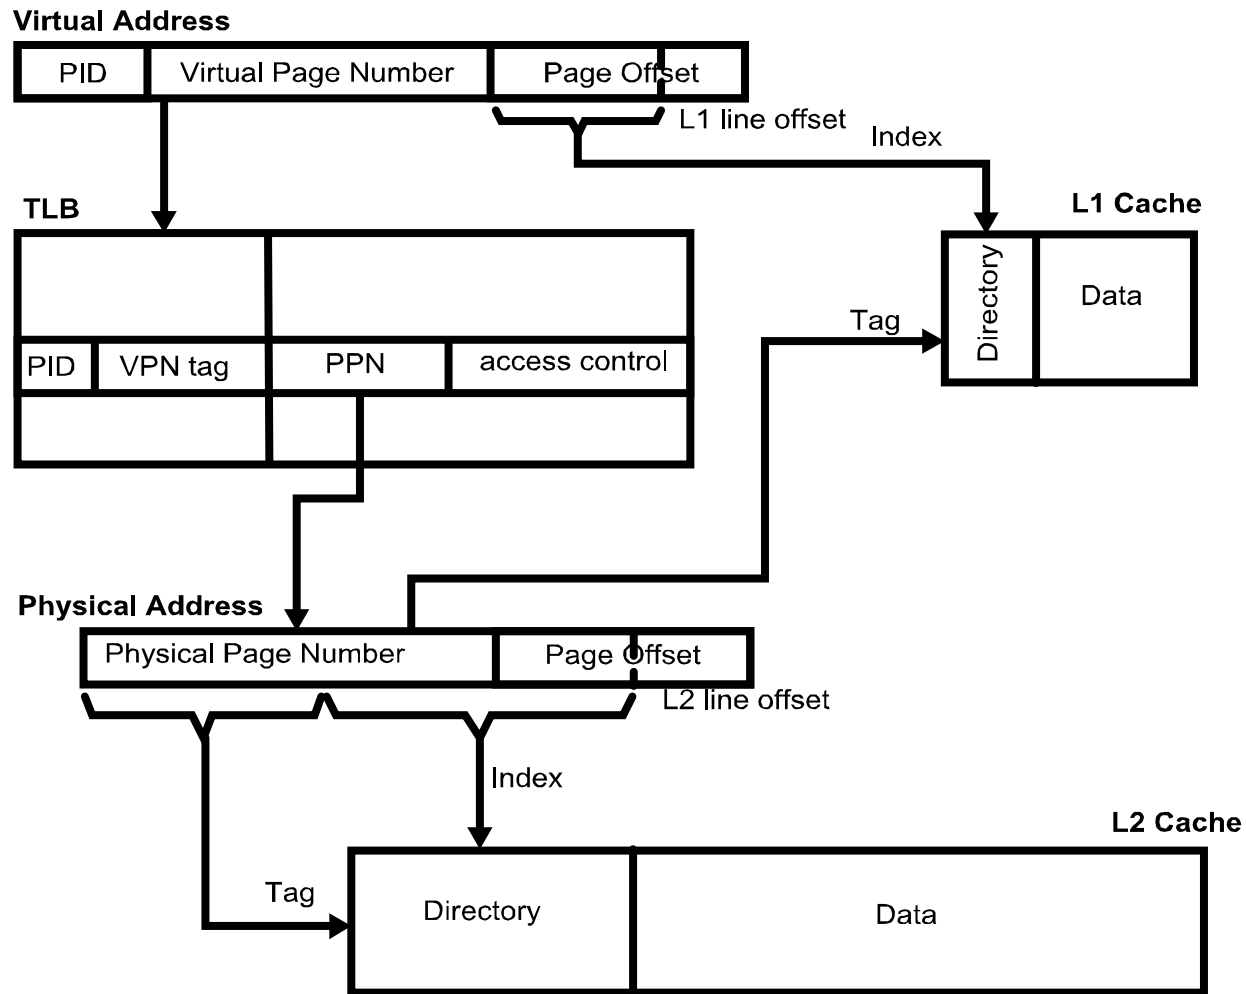 Virtual Address
PID
Virtual Page Number
Page Offset
L1 line offset
Index
TLB
L1 Cache
Directory
Data
Tag
PID
VPN tag
PPN
access control
Physical Address
Physical Page Number
Page Offset
L2 line offset
Index
L2 Cache
Tag
Directory
Data